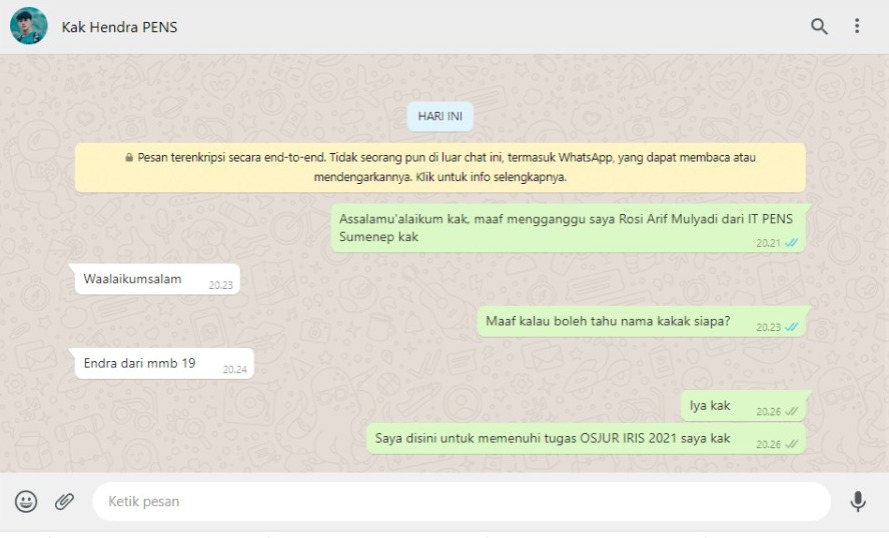 Kak Hendra PENS
HARI INI
Pesan terenkripsi secara end-to-end. Tidak seorang pun di luar chat ini, termasuk WhatsApp, yang dapat membaca atau
mendengarkannya. Klik untuk info selengkapnya.
Assalamu'alaikum kak, maaf mengganggu saya Rosi Arif Mulyadi dari IT PENS
Sumenep kak
20.21
Waalaikumsalam 20.23
Maaf kalau boleh tahu nama kakak siapa? 20.23
Endra dari mmb 19 20.24
Iya kak 20.26
Saya disini untuk memenuhi tugas OSJUR IRIS 2021 saya kak 20.26
Ketik pesan